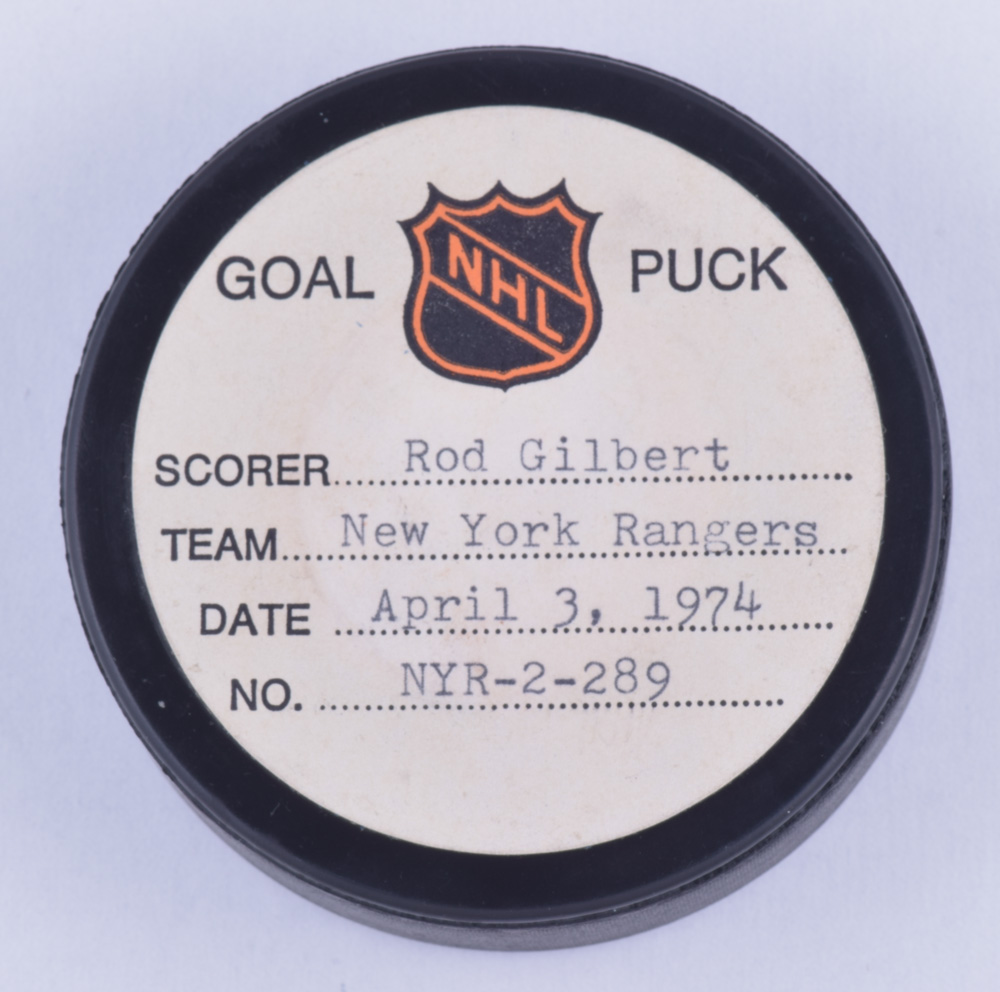 GOAL NHL PUCK
SCORER Rod Gilbert
TEAM New York Rangers
DATE April 3, 1974
NO. NYR-2-289